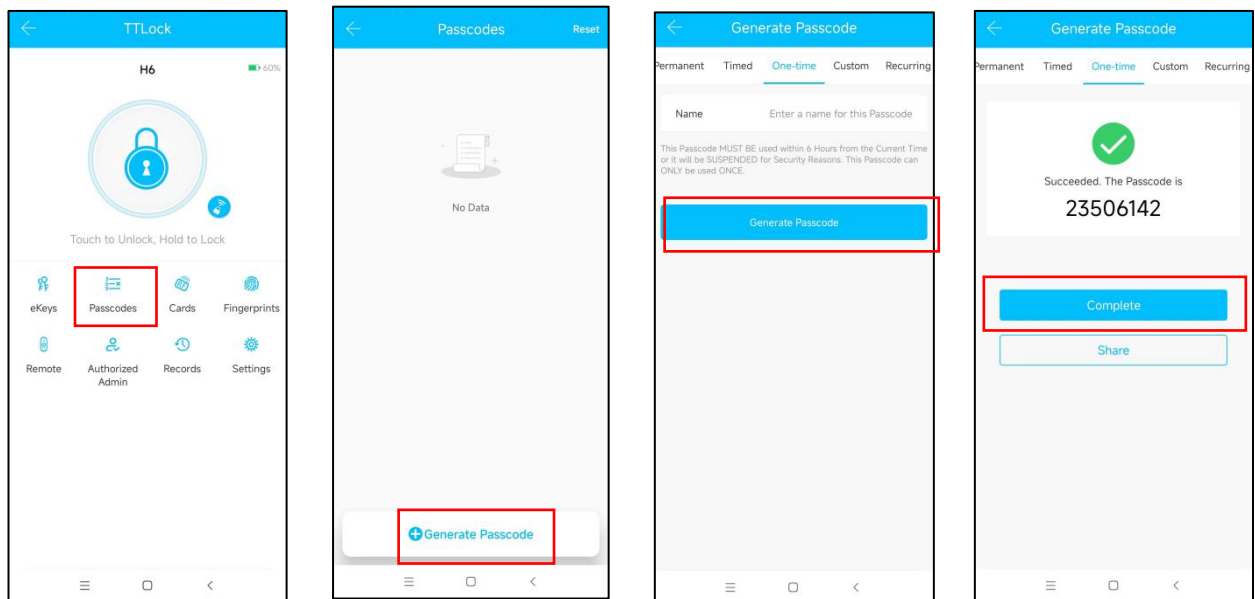 TTLock
H6
60%
Touch to Unlock, Hold to Lock
eKeys Passcodes Cards Fingerprints
Remote Authorized Admin Records Settings
Passcodes Reset
No Data
Generate Passcode
Generate Passcode
Permanent Timed One-time Custom Recurring
Name Enter a name for this Passcode
This Passcode MUST BE used within 6 Hours from the Current Time
or it will be SUSPENDED for Security Reasons. This Passcode can
ONLY be used ONCE.
Generate Passcode
Generate Passcode
Permanent Timed One-time Custom Recurring
Succeeded. The Passcode is
23506142
Complete
Share